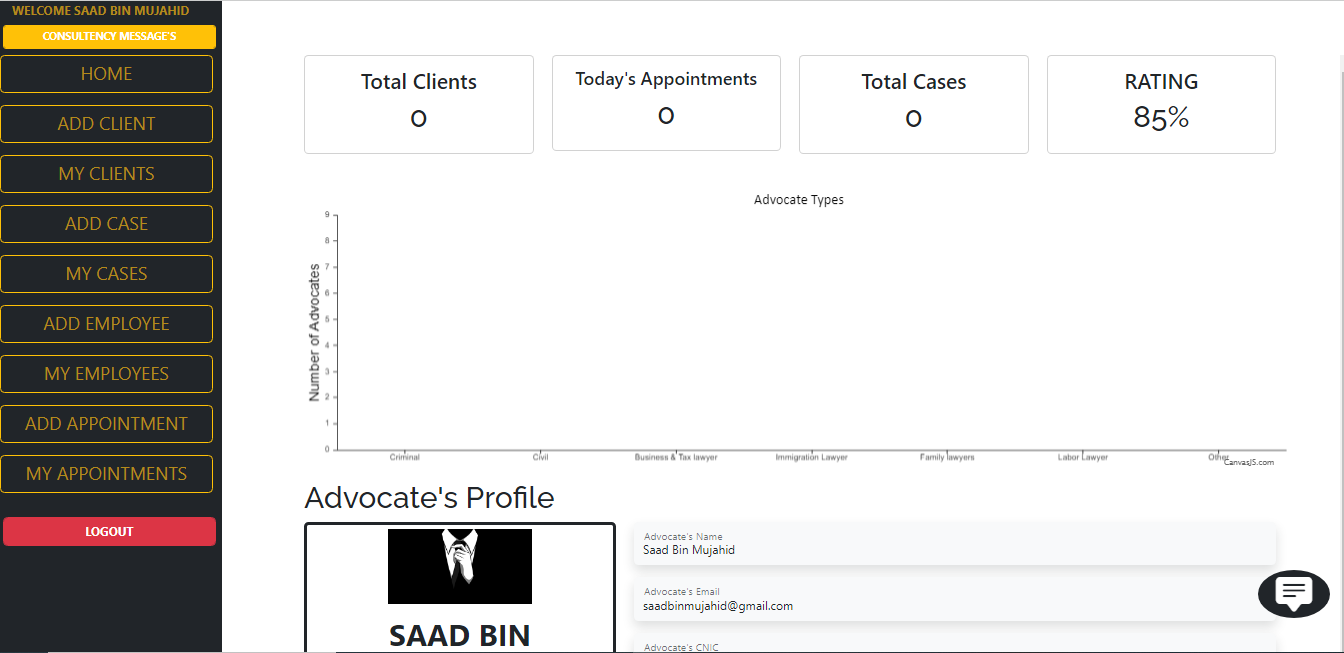 WELCOME SAAD BIN MUJAHID
CONSULTENCY MESSAGE'S
HOME
ADD CLIENT
MY CLIENTS
ADD CASE
MY CASES
ADD EMPLOYEE
MY EMPLOYEES
ADD APPOINTMENT
MY APPOINTMENTS
LOGOUT
Total Clients
0
Today's Appointments
0
Total Cases
0
RATING
85%
Advocate Types
Number of Advocates
9
8
7
6
5
4
3
2
1
0
Criminal
Civil
Business & Tax lawyer
Immigration Lawyer
Family lawyers
Labor Lawyer
Other
CanvasJS.com
Advocate's Profile
SAAD BIN
Advocate's Name
Saad Bin Mujahid
Advocate's Email
saadbinmujahid@gmail.com
Advocate's CNIC